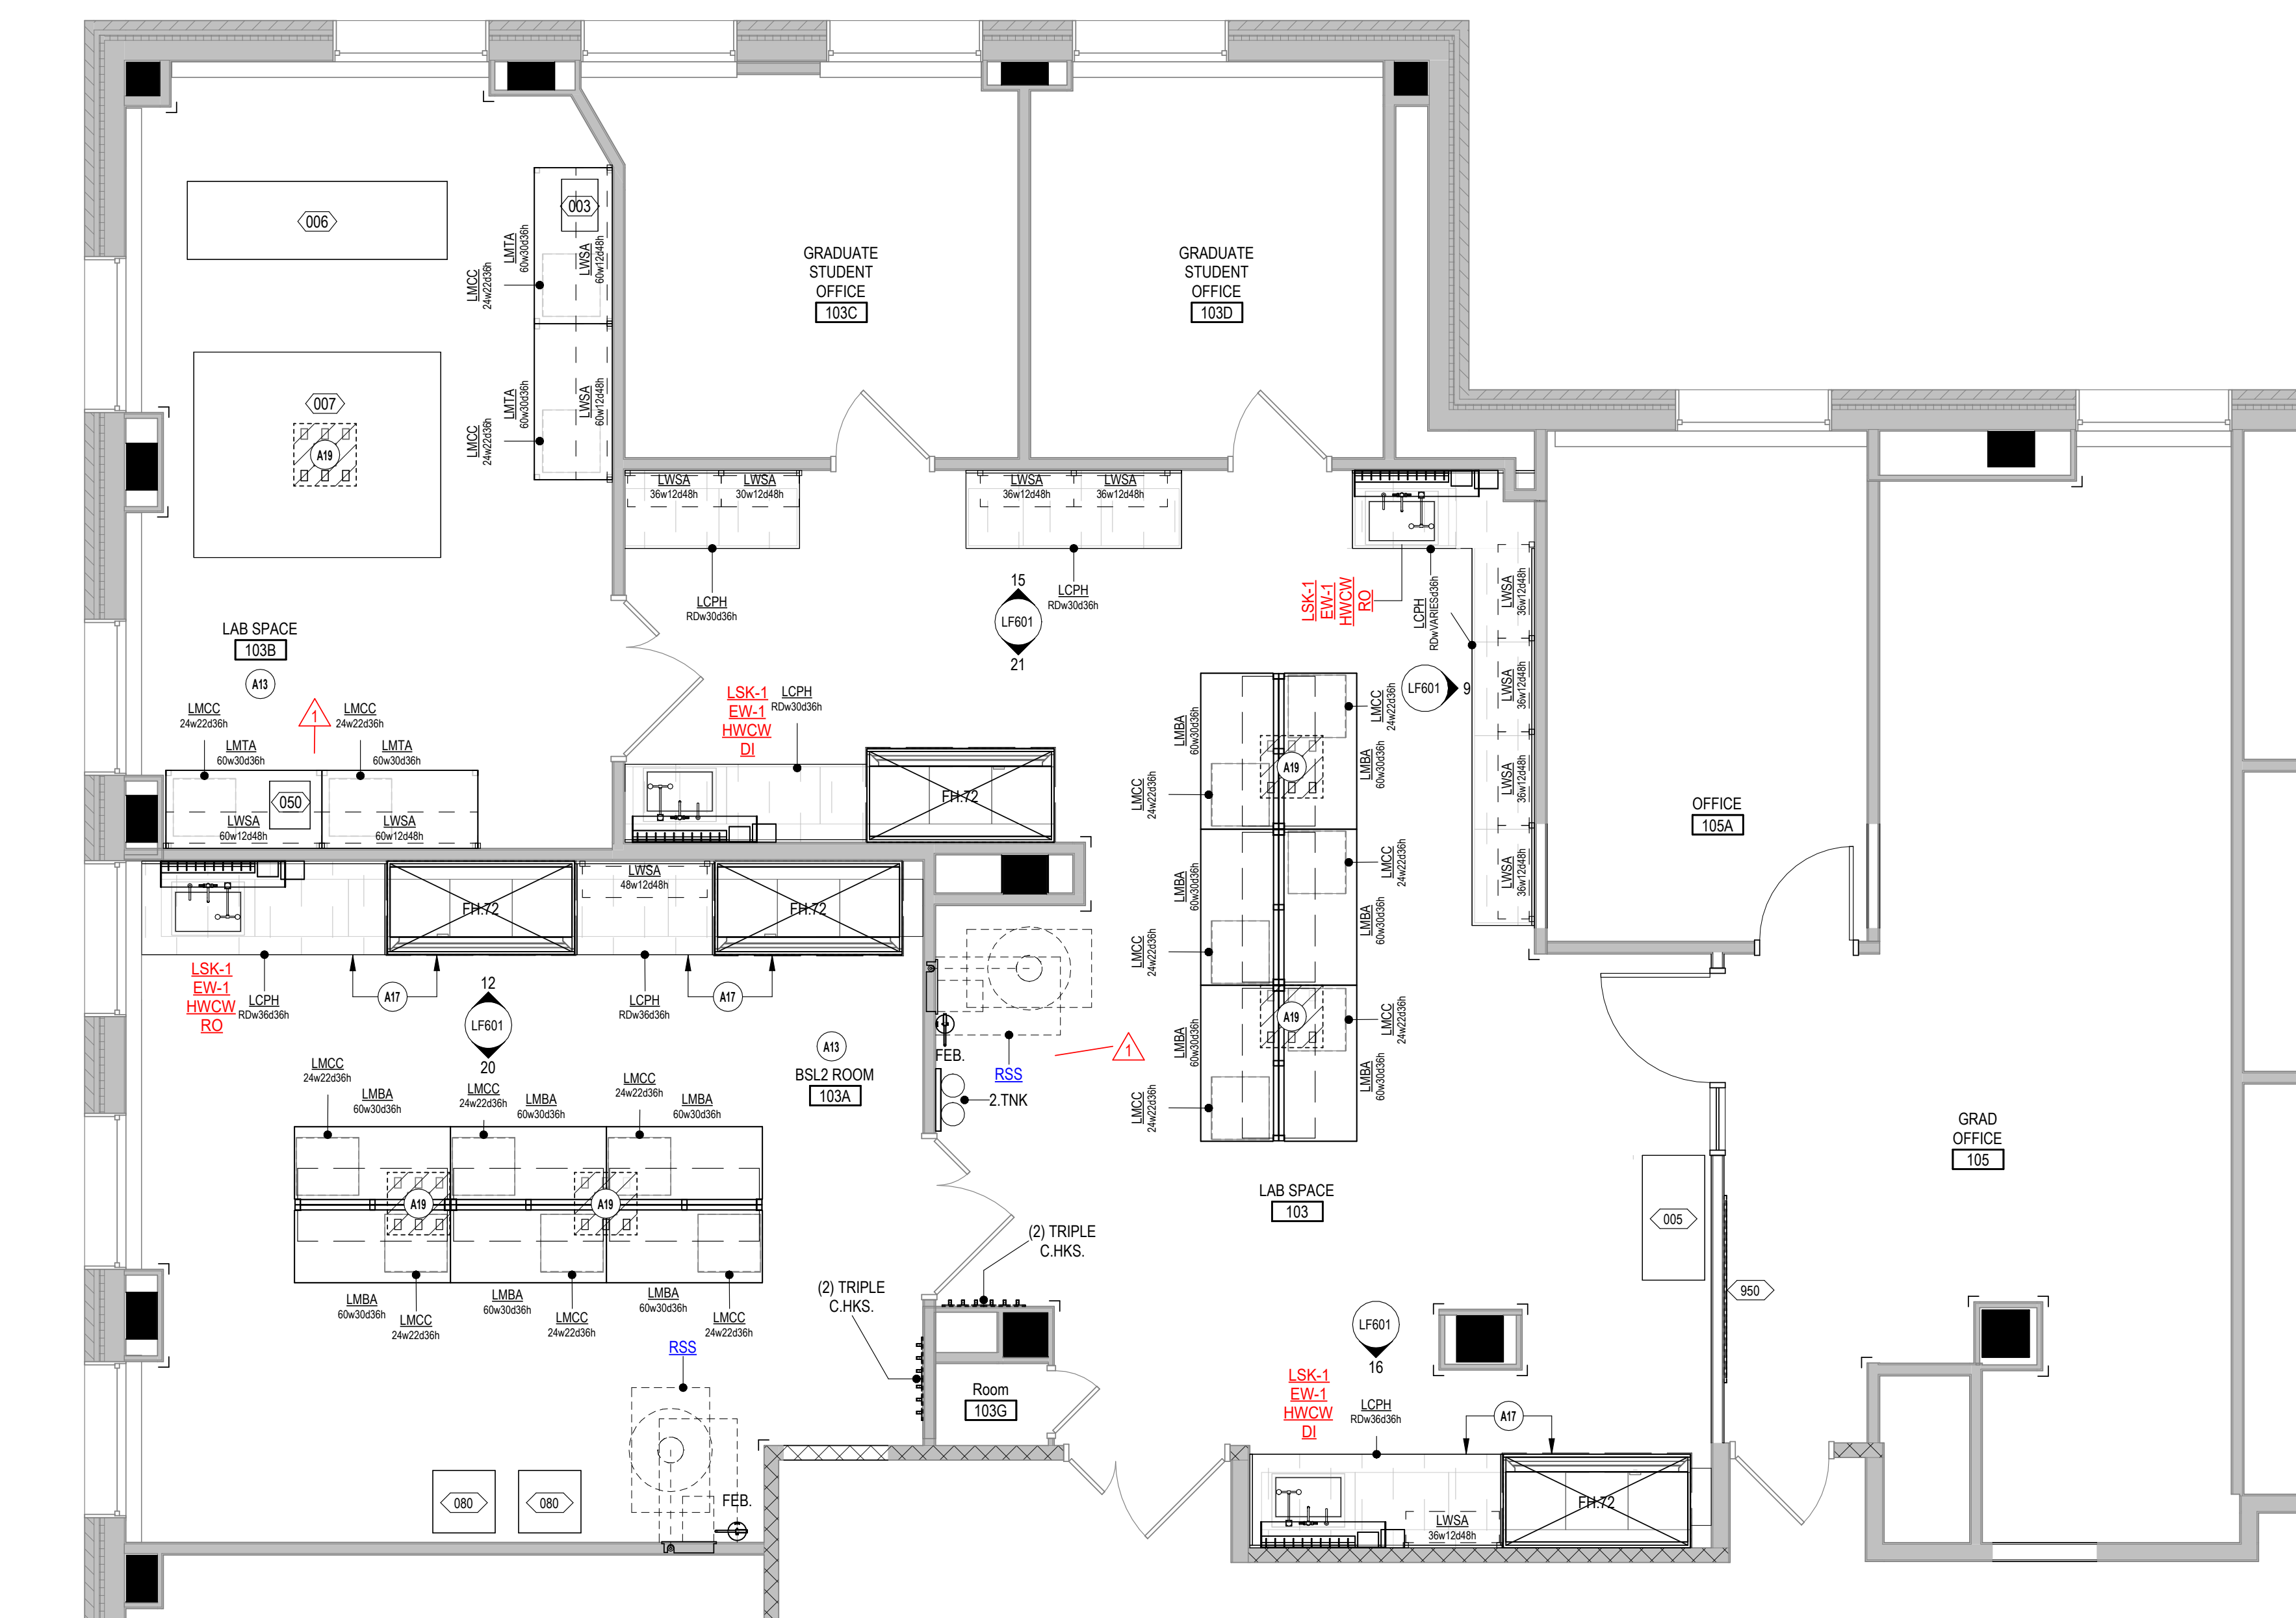 006
003
LMTA
60w30d36h
LWSA
60w12d48h
LMCC
24w22d36h
GRADUATE
STUDENT
OFFICE
103C
GRADUATE
STUDENT
OFFICE
103D
007
A19
LMTA
60w30d36h
LWSA
60w12d48h
LMCC
24w22d36h
LWSA
36w12d48h
LWSA
30w12d48h
LWSA
36w12d48h
LWSA
36w12d48h
LCPH
RDw30d36h
15
LF601
21
LCPH
RDw30d36h
LSK-1
EW-1
HWCW
RO
LCPH
RDwVARIESd36h
LWSA
36w12d48h
LWSA
36w12d48h
LWSA
36w12d48h
LWSA
36w12d48h
LF601
9
LAB SPACE
103B
A13
1
LMCC
24w22d36h
LMCC
24w22d36h
LMTA
60w30d36h
LMTA
60w30d36h
050
LWSA
60w12d48h
LWSA
60w12d48h
LSK-1
EW-1
HWCW
DI
LCPH
RDw30d36h
FH.72
LMBA
60w30d36h
LMCC
24w22d36h
A19
LMBA
60w30d36h
LMCC
24w22d36h
LMBA
60w30d36h
LMCC
24w22d36h
LMBA
60w30d36h
LMCC
24w22d36h
LMBA
60w30d36h
A19
LMCC
24w22d36h
LMBA
60w30d36h
LMCC
24w22d36h
OFFICE
105A
FH.72
LWSA
48w12d48h
FH.72
LSK-1
EW-1
HWCW
RO
LCPH
RDw36d36h
A17
12
LF601
20
LCPH
RDw36d36h
A17
A13
BSL2 ROOM
103A
FEB.
RSS
1
2.TNK
LMCC
24w22d36h
LMBA
60w30d36h
LMCC
24w22d36h
LMBA
60w30d36h
LMCC
24w22d36h
LMBA
60w30d36h
A19
A19
LMBA
60w30d36h
LMCC
24w22d36h
LMBA
60w30d36h
LMCC
24w22d36h
LMBA
60w30d36h
LMCC
24w22d36h
GRAD
OFFICE
105
LAB SPACE
103
005
950
(2) TRIPLE
C.HKS.
(2) TRIPLE
C.HKS.
RSS
Room
103G
LF601
16
LSK-1
EW-1
HWCW
DI
LCPH
RDw36d36h
A17
080
080
FEB.
LWSA
36w12d48h
FH.72